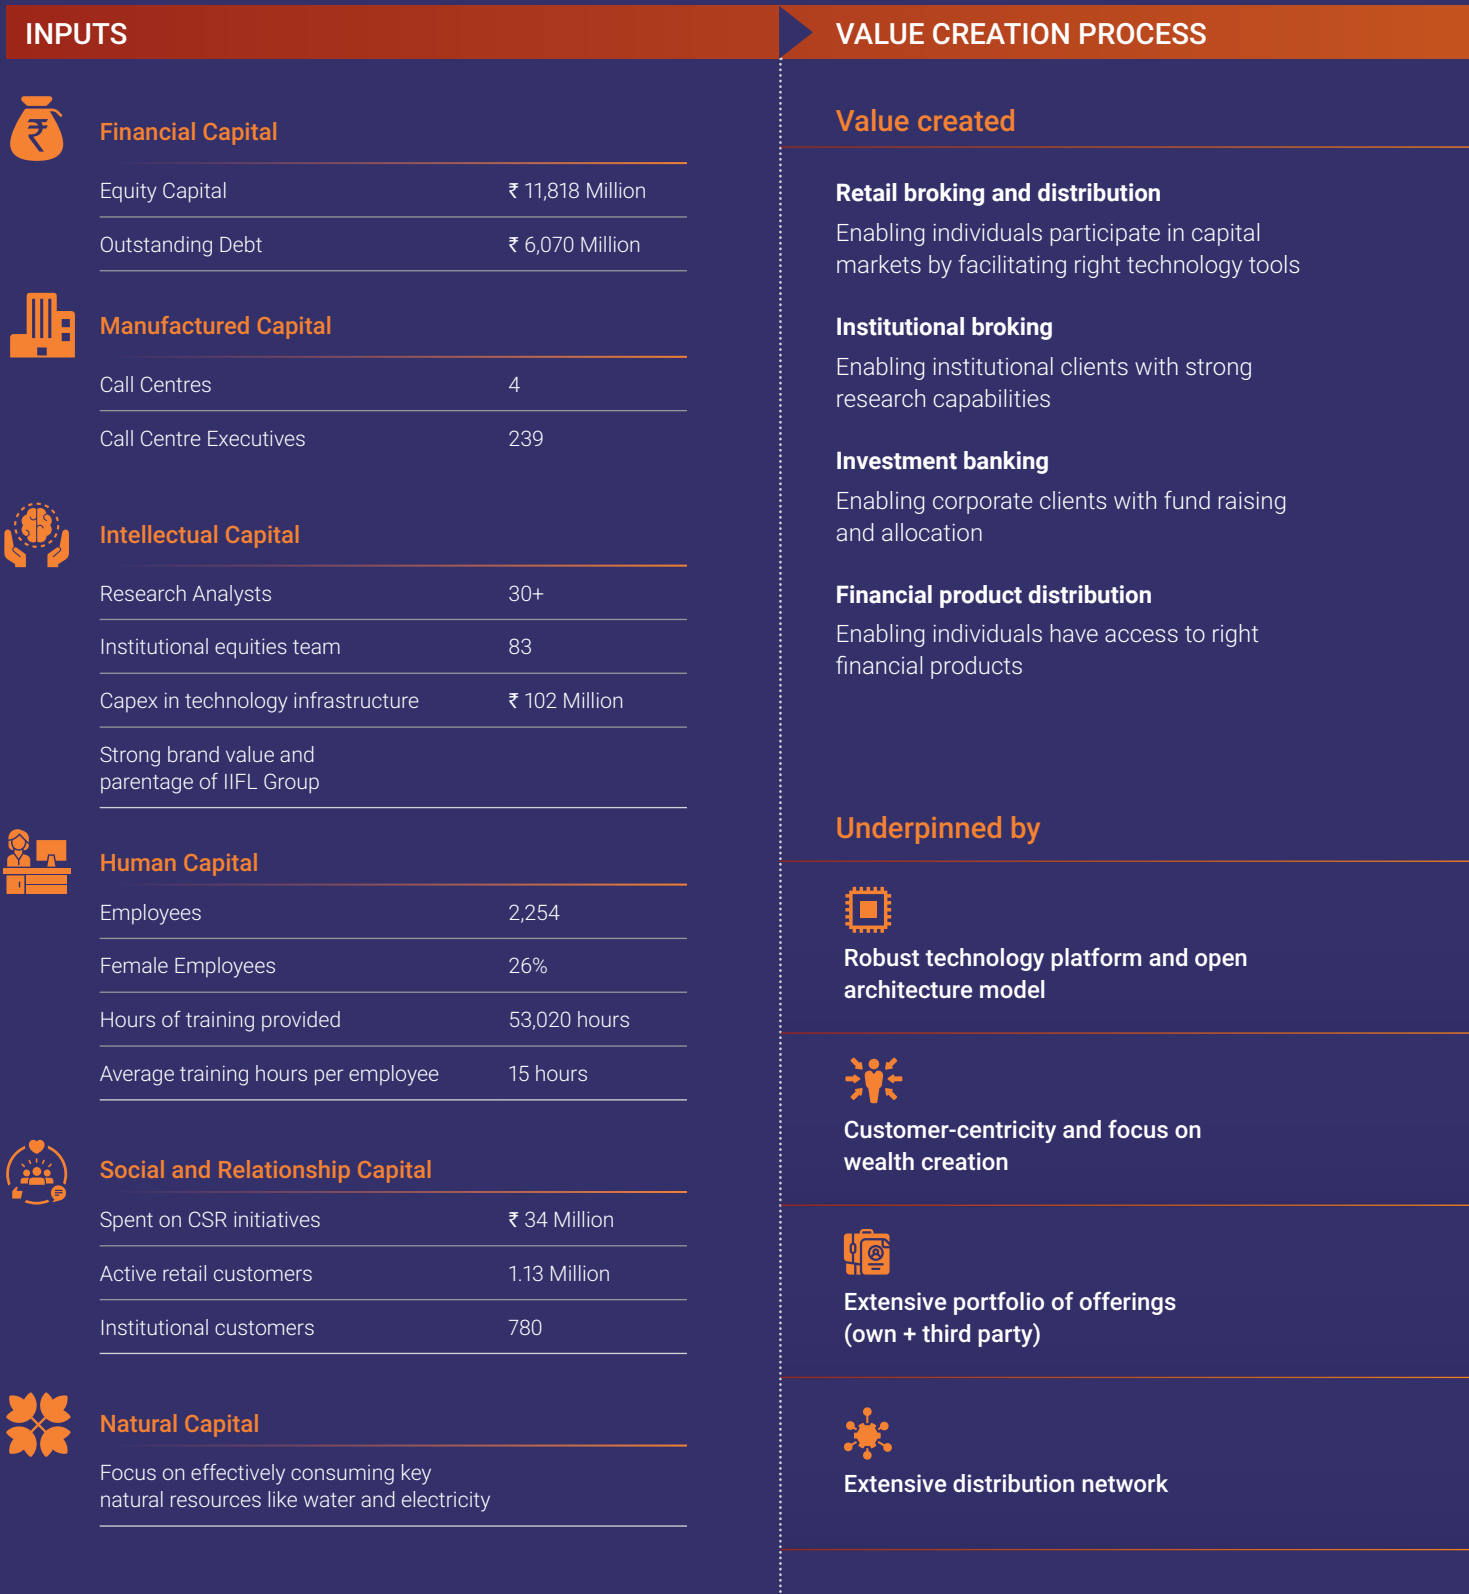 INPUTS
Financial Capital
Equity Capital ₹ 11,818 Million
Outstanding Debt ₹ 6,070 Million
Manufactured Capital
Call Centres 4
Call Centre Executives 239
Intellectual Capital
Research Analysts 30+
Institutional equities team 83
Capex in technology infrastructure ₹ 102 Million
Strong brand value and
parentage of IIFL Group
Human Capital
Employees 2,254
Female Employees 26%
Hours of training provided 53,020 hours
Average training hours per employee 15 hours
Social and Relationship Capital
Spent on CSR initiatives ₹ 34 Million
Active retail customers 1.13 Million
Institutional customers 780
Natural Capital
Focus on effectively consuming key
natural resources like water and electricity
VALUE CREATION PROCESS
Value created
Retail broking and distribution
Enabling individuals participate in capital
markets by facilitating right technology tools
Institutional broking
Enabling institutional clients with strong
research capabilities
Investment banking
Enabling corporate clients with fund raising
and allocation
Financial product distribution
Enabling individuals have access to right
financial products
Underpinned by
Robust technology platform and open
architecture model
Customer-centricity and focus on
wealth creation
Extensive portfolio of offerings
(own + third party)
Extensive distribution network